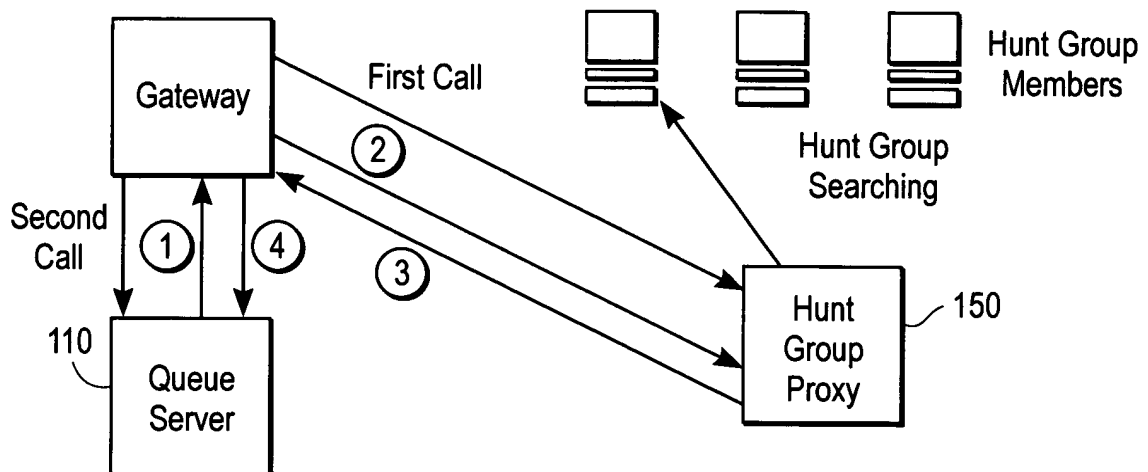 Gateway
First Call
Hunt Group
Members
Hunt Group
Searching
2
Second
Call
1
4
3
110
Queue
Server
Hunt
Group
Proxy
150